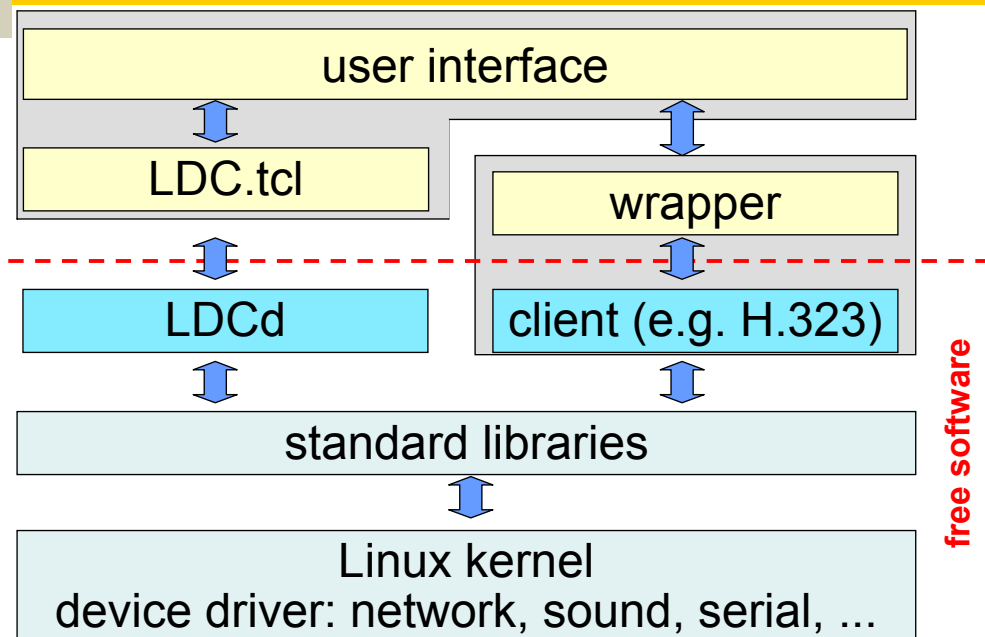 user interface
LDC.tcl
wrapper
LDCd
client (e.g. H.323)
free software
standard libraries
Linux kernel
device driver: network, sound, serial, ...